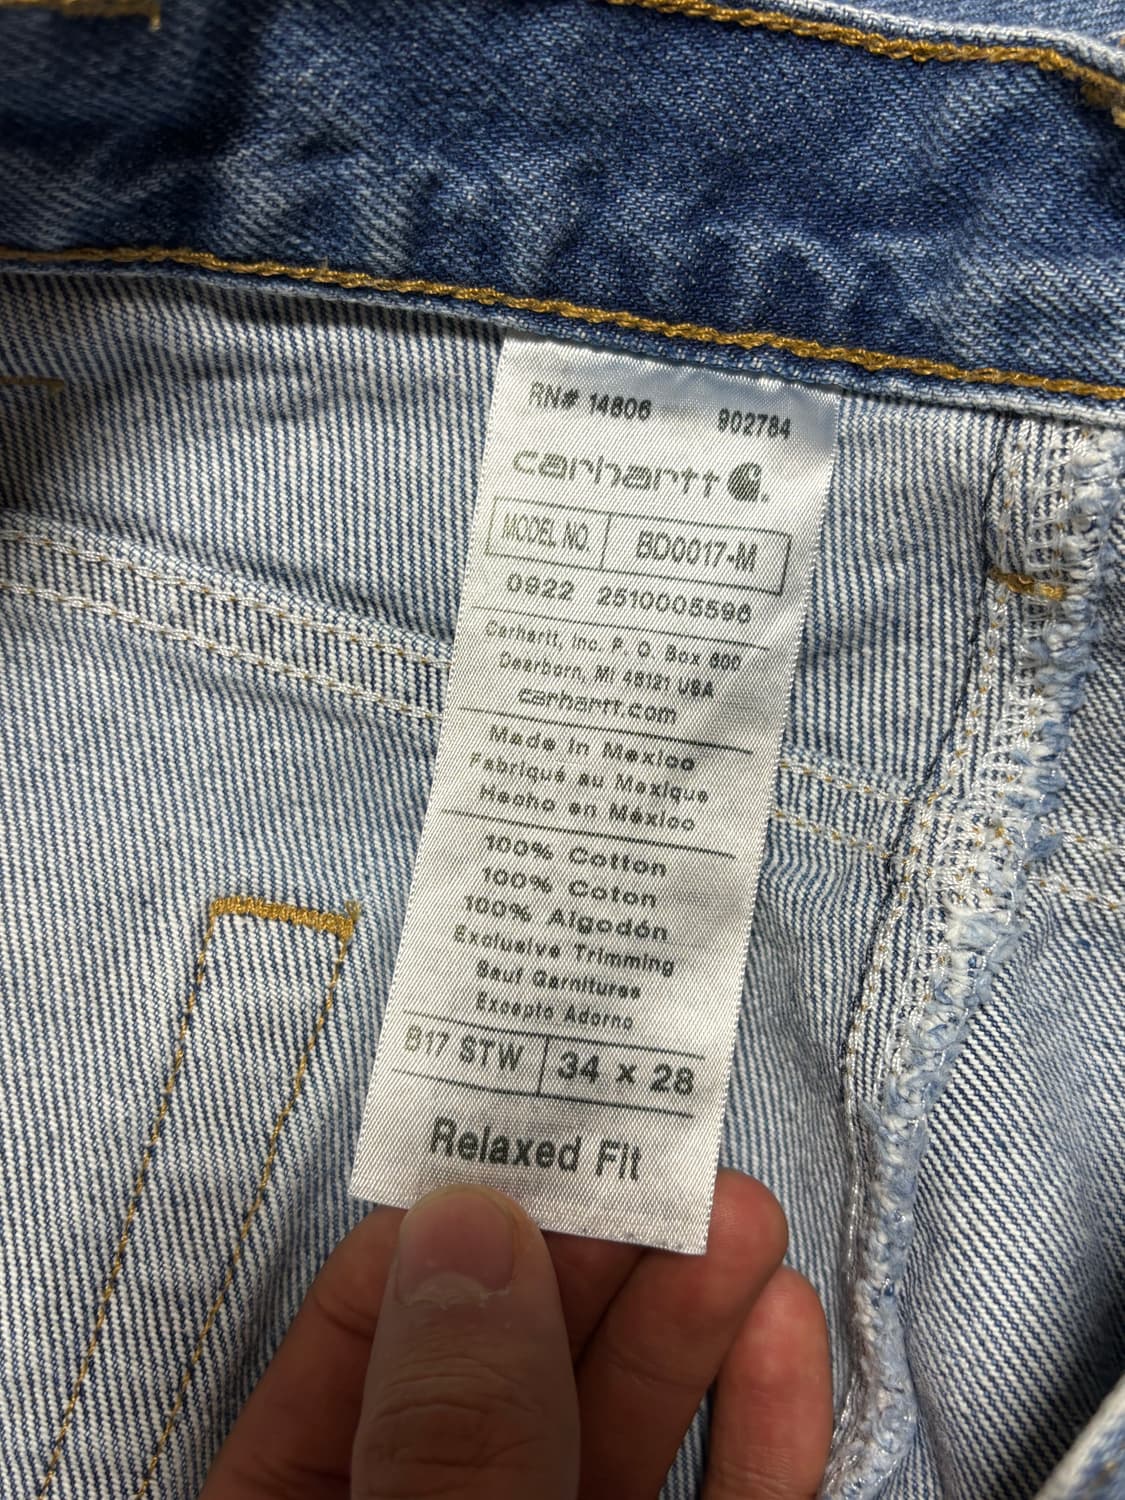 RN# 14806 902784
carhartt
MODEL NO. BD0017-M
0922 2510005596
Carhartt, Inc. P. O. Box 600
Dearborn, MI 48121 USA
carhartt.com
Made in Mexico
Fabriqué au Mexique
Hecho en México
100% Cotton
100% Coton
100% Algodón
Exclusive Trimming
Sauf Garnitures
Excepto Adorno
B17 STW 34 x 28
Relaxed Fit